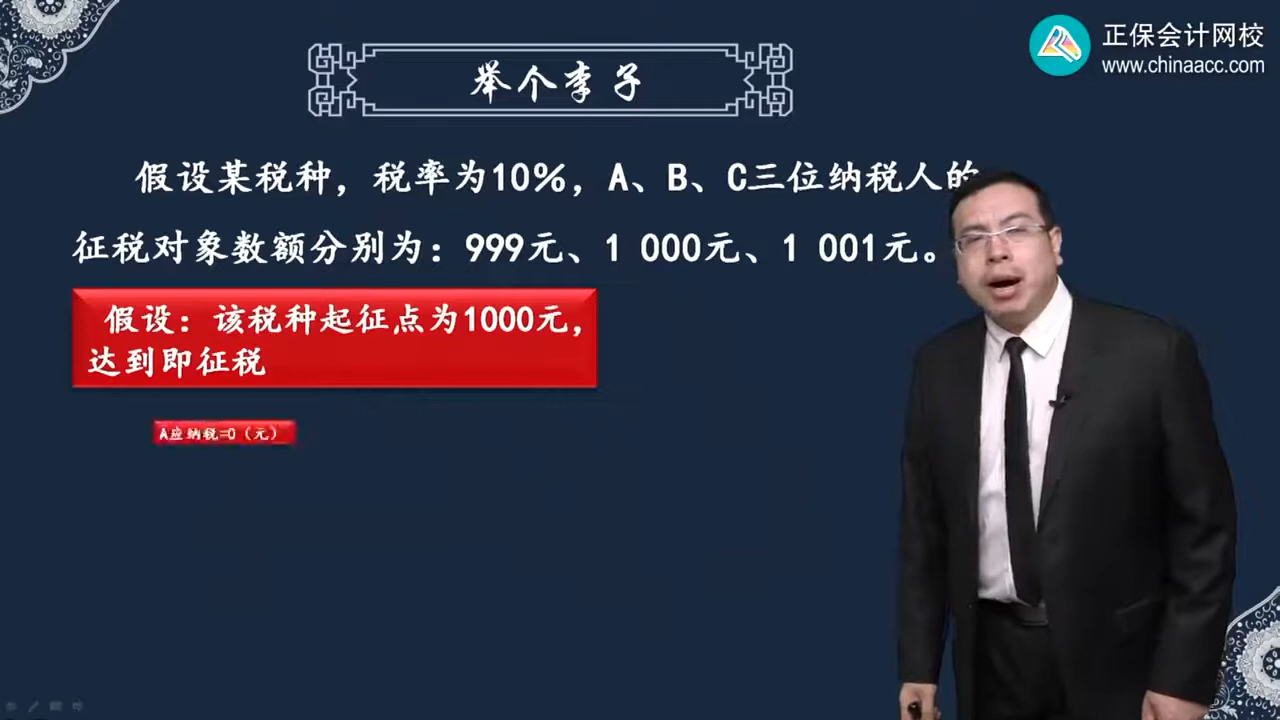 正保会计网校
www.chinaacc.com
举个李子
假设某税种，税率为10%，A、B、C三位纳税人的
征税对象数额分别为：999元、1 000元、1 001元。
假设：该税种起征点为1000元，
达到即征税
A应纳税=0（元）